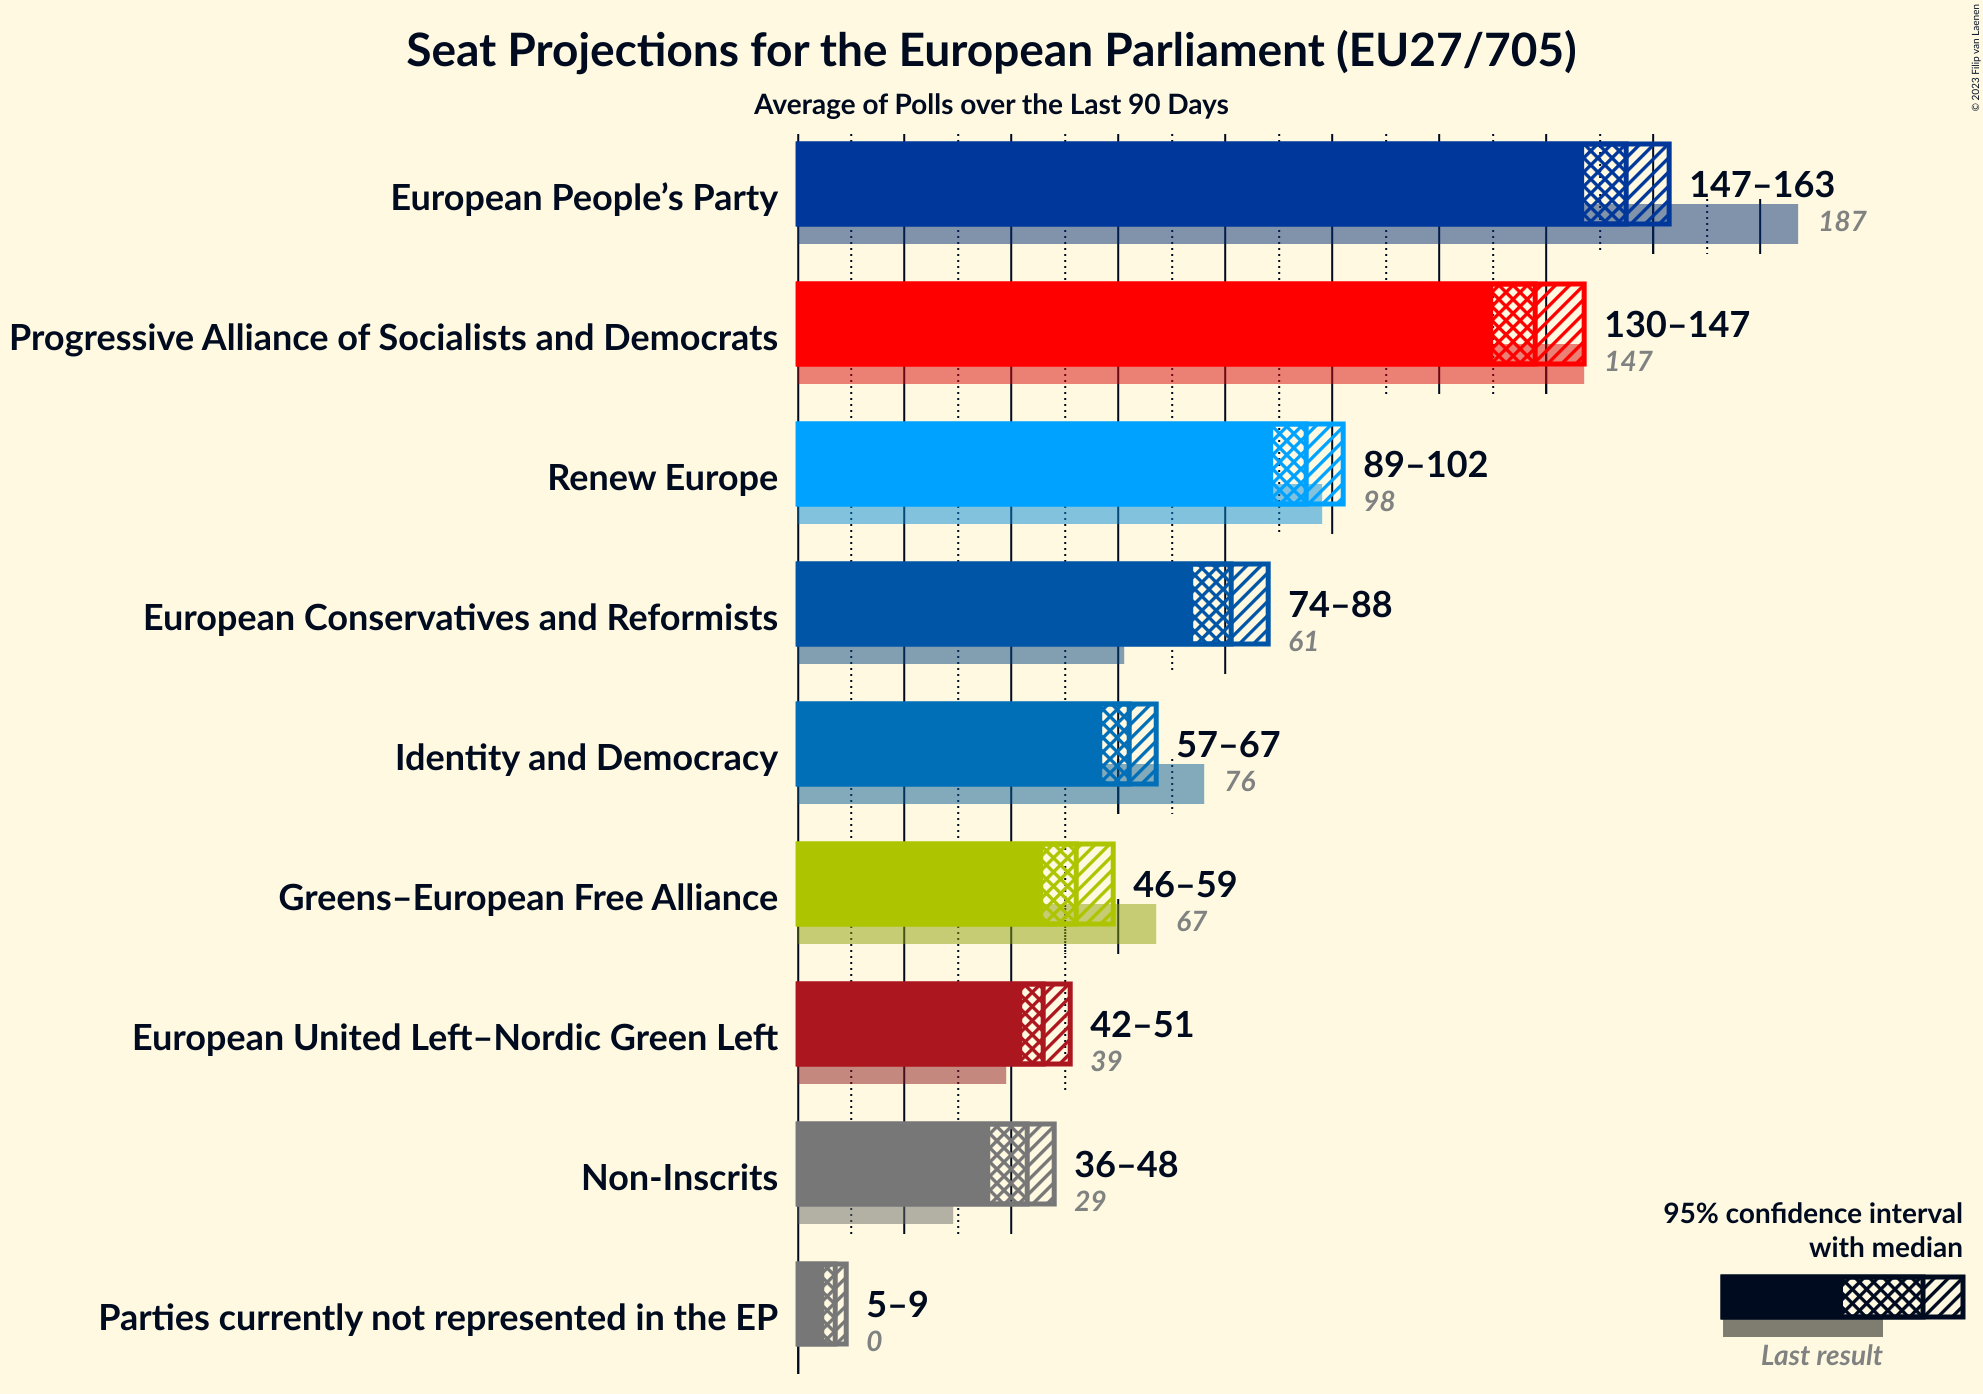 Seat Projections for the European Parliament (EU27/705)
Average of Polls over the Last 90 Days
© 2023 Filip van Laenen
European People’s Party
147–163
187
Progressive Alliance of Socialists and Democrats
130–147
147
Renew Europe
89–102
98
European Conservatives and Reformists
74–88
61
Identity and Democracy
57–67
76
Greens–European Free Alliance
46–59
67
European United Left–Nordic Green Left
42–51
39
Non-Inscrits
36–48
29
Parties currently not represented in the EP
5–9
0
95% confidence interval
with median
Last result